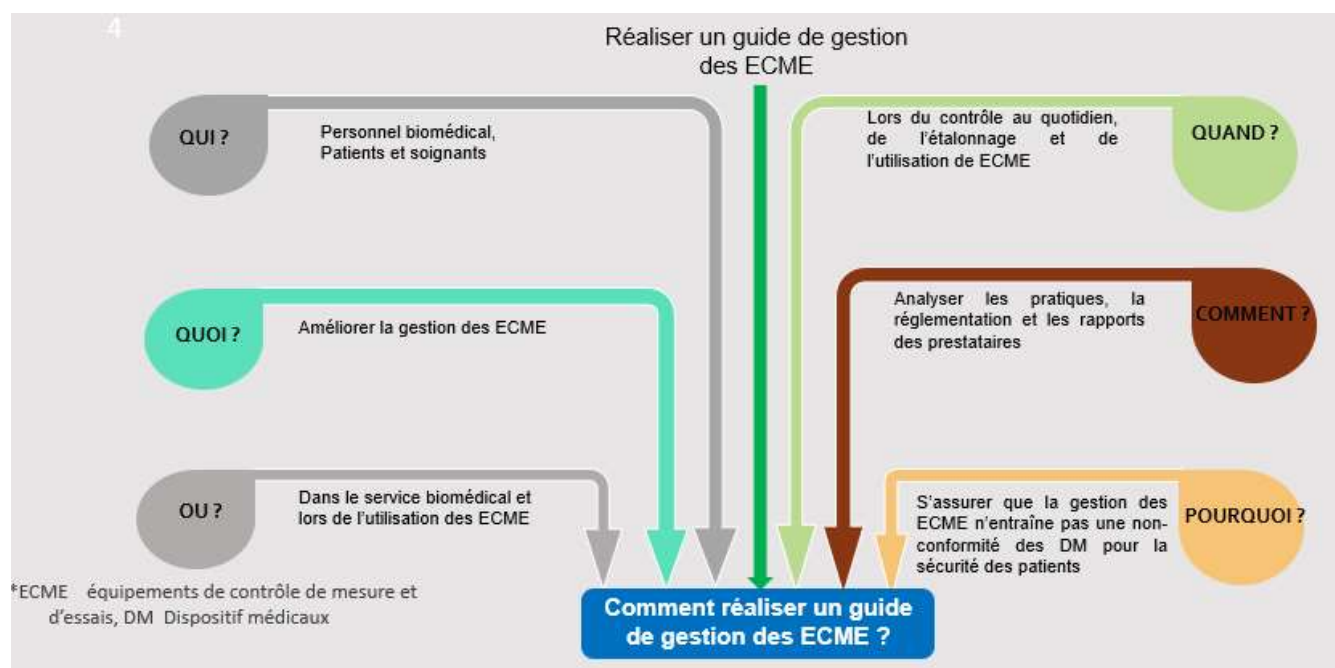 4
Réaliser un guide de gestion
des ECME
QUI ?
Personnel biomédical,
Patients et soignants
Lors du contrôle au quotidien,
de l'étalonnage et de
l'utilisation de ECME
QUAND ?
QUOI ?
Améliorer la gestion des ECME
Analyser les pratiques, la
réglementation et les rapports
des prestataires
COMMENT ?
OU ?
Dans le service biomédical et
lors de l'utilisation des ECME
S'assurer que la gestion des
ECME n'entraîne pas une non-
conformité des DM pour la
sécurité des patients
POURQUOI ?
*ECME équipements de contrôle de mesure et
d'essais, DM Dispositif médicaux
Comment réaliser un guide
de gestion des ECME ?